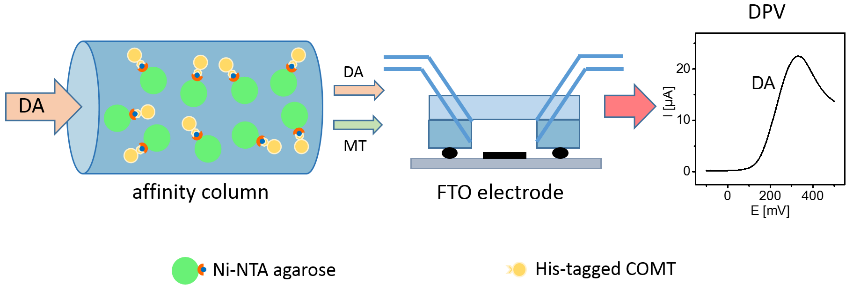 DPV
DA
affinity column
DA
MT
FTO electrode
I [µA]
20
10
0
DA
0
200
400
E [mV]
Ni-NTA agarose
His-tagged COMT